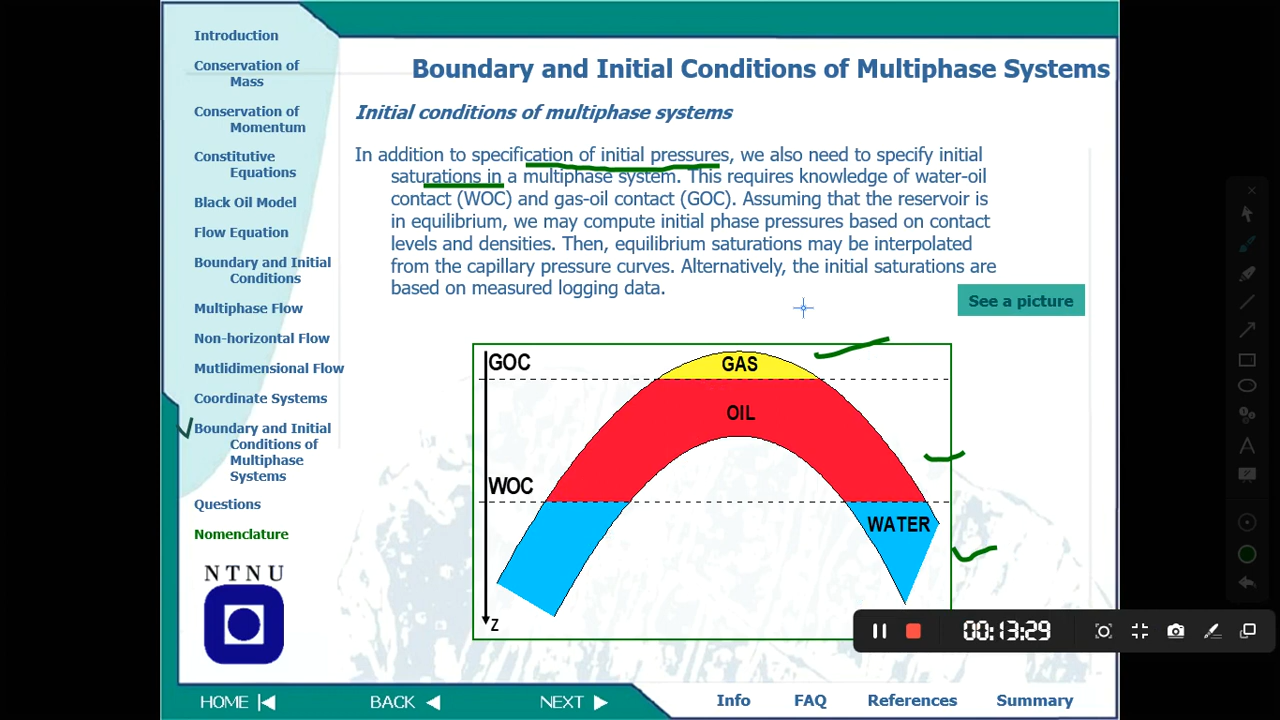 Introduction
Conservation of
Mass
Conservation of
Momentum
Constitutive
Equations
Black Oil Model
Flow Equation
Boundary and Initial
Conditions
Multiphase Flow
Non-horizontal Flow
Mutlidimensional Flow
Coordinate Systems
Boundary and Initial
Conditions of
Multiphase
Systems
Questions
Nomenclature
NTNU
Boundary and Initial Conditions of Multiphase Systems
Initial conditions of multiphase systems
In addition to specification of initial pressures, we also need to specify initial
saturations in a multiphase system. This requires knowledge of water-oil
contact (WOC) and gas-oil contact (GOC). Assuming that the reservoir is
in equilibrium, we may compute initial phase pressures based on contact
levels and densities. Then, equilibrium saturations may be interpolated
from the capillary pressure curves. Alternatively, the initial saturations are
based on measured logging data.
See a picture
GOC
GAS
OIL
WOC
WATER
z
00:13:29
HOME
BACK
NEXT
Info
FAQ
References
Summary